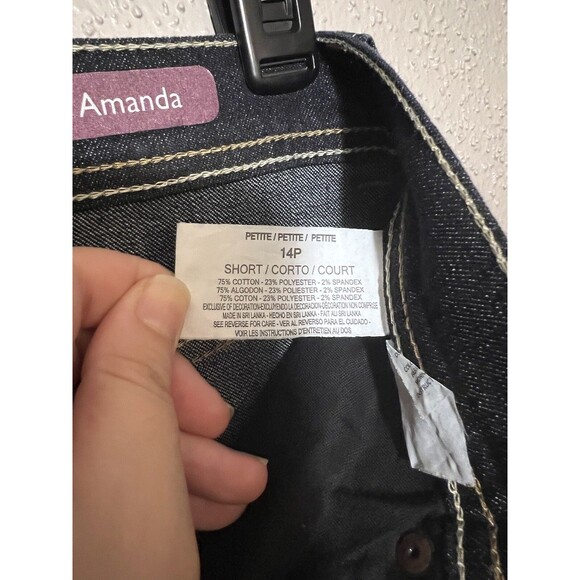 Amanda
PETITE / PETITE / PETITE
14P
SHORT / CORTO / COURT
75% COTTON - 23% POLYESTER - 2% SPANDEX
75% ALGODON - 23% POLIESTER - 2% SPANDEX
75% COTON - 23% POLYESTER - 2% SPANDEX
EXCLUSIVE OF DECORATION-EXCLUYENDO LA DECORACION-DÉCORATION NON COMPRISE
MADE IN SRI LANKA - HECHO EN SRI LANKA - FAIT AU SRI LANKA
SEE REVERSE FOR CARE - VER AL REVERSO PARA EL CUIDADO -
VOIR LES INSTRUCTIONS D'ENTRETIEN AU DOS